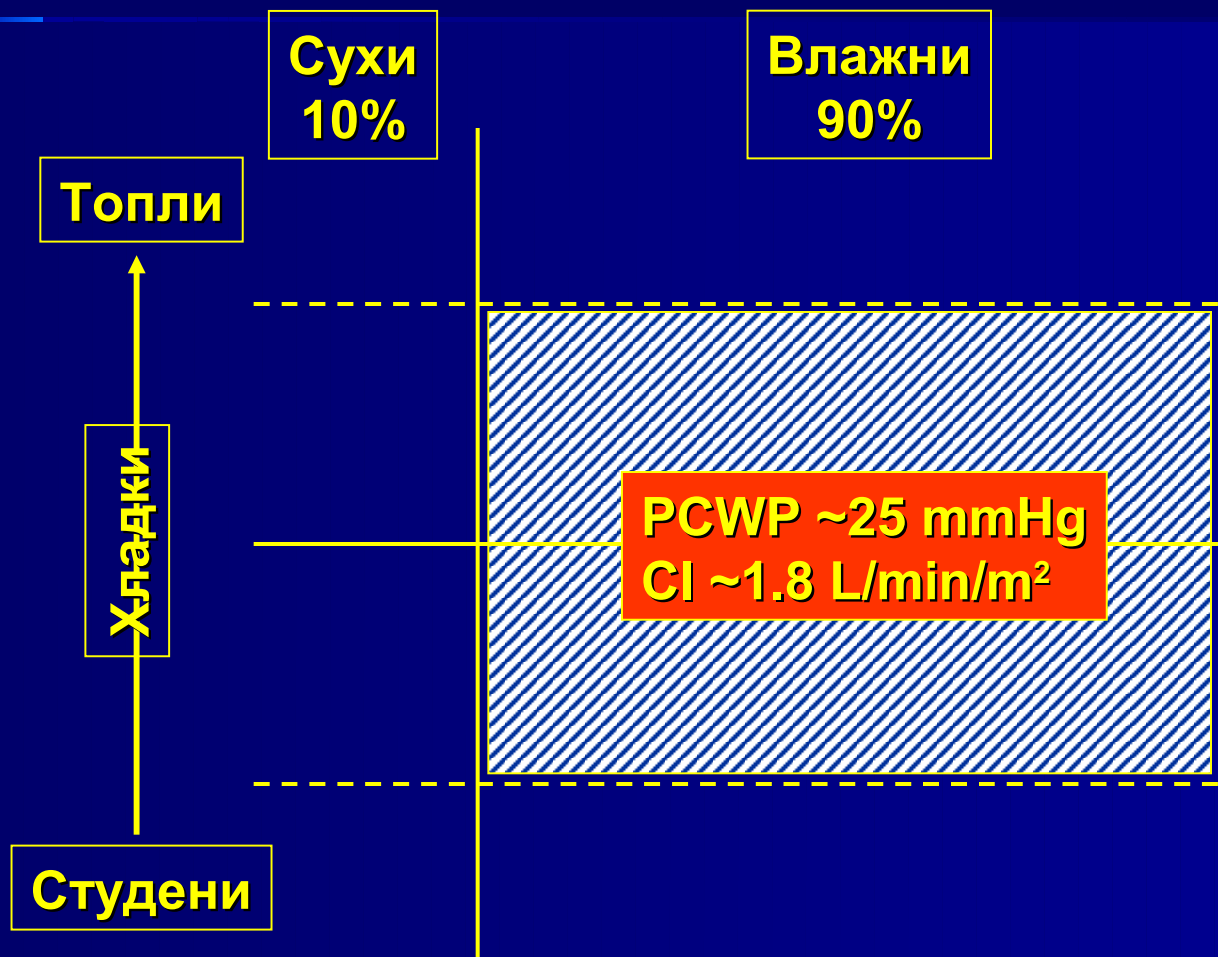 Сухи
10%
Влажни
90%
Топли
Хладки
PCWP ~25 mmHg
CI ~1.8 L/min/m²
Студени